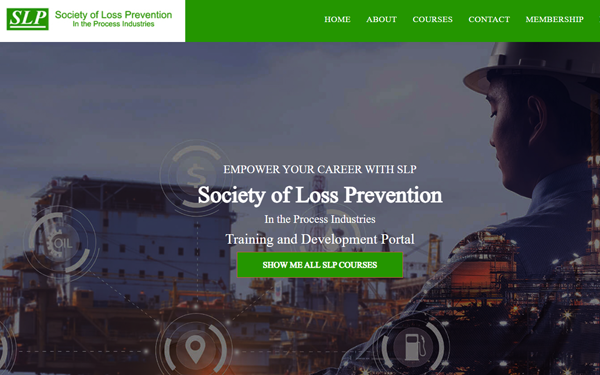 SLP
Society of Loss Prevention
In the Process Industries
HOME ABOUT COURSES CONTACT MEMBERSHIP
EMPOWER YOUR CAREER WITH SLP
Society of Loss Prevention
In the Process Industries
Training and Development Portal
SHOW ME ALL SLP COURSES
$
OIL